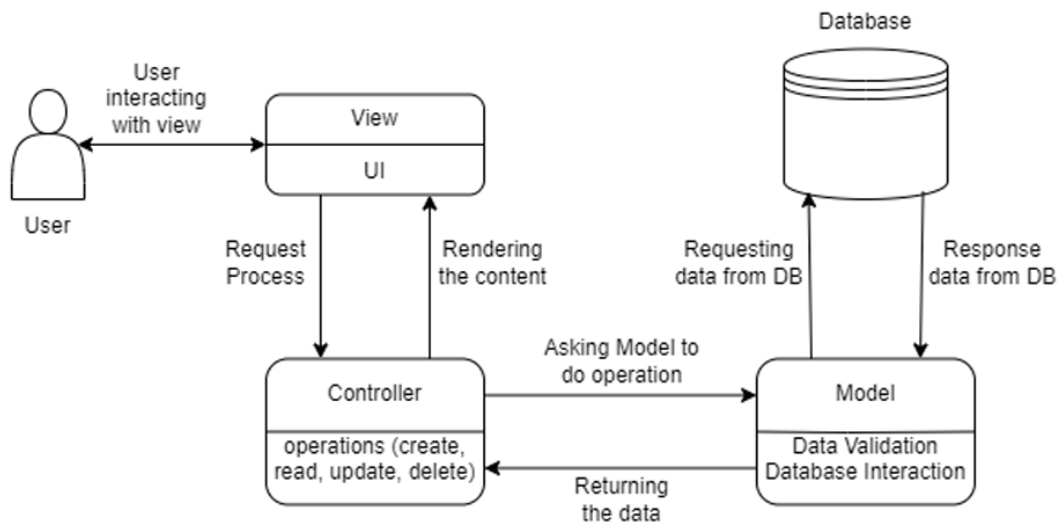 Database
User
interacting
with view
View
UI
User
Request
Process
Rendering
the content
Requesting
data from DB
Response
data from DB
Asking Model to
do operation
Controller
operations (create,
read, update, delete)
Model
Data Validation
Database Interaction
Returning
the data